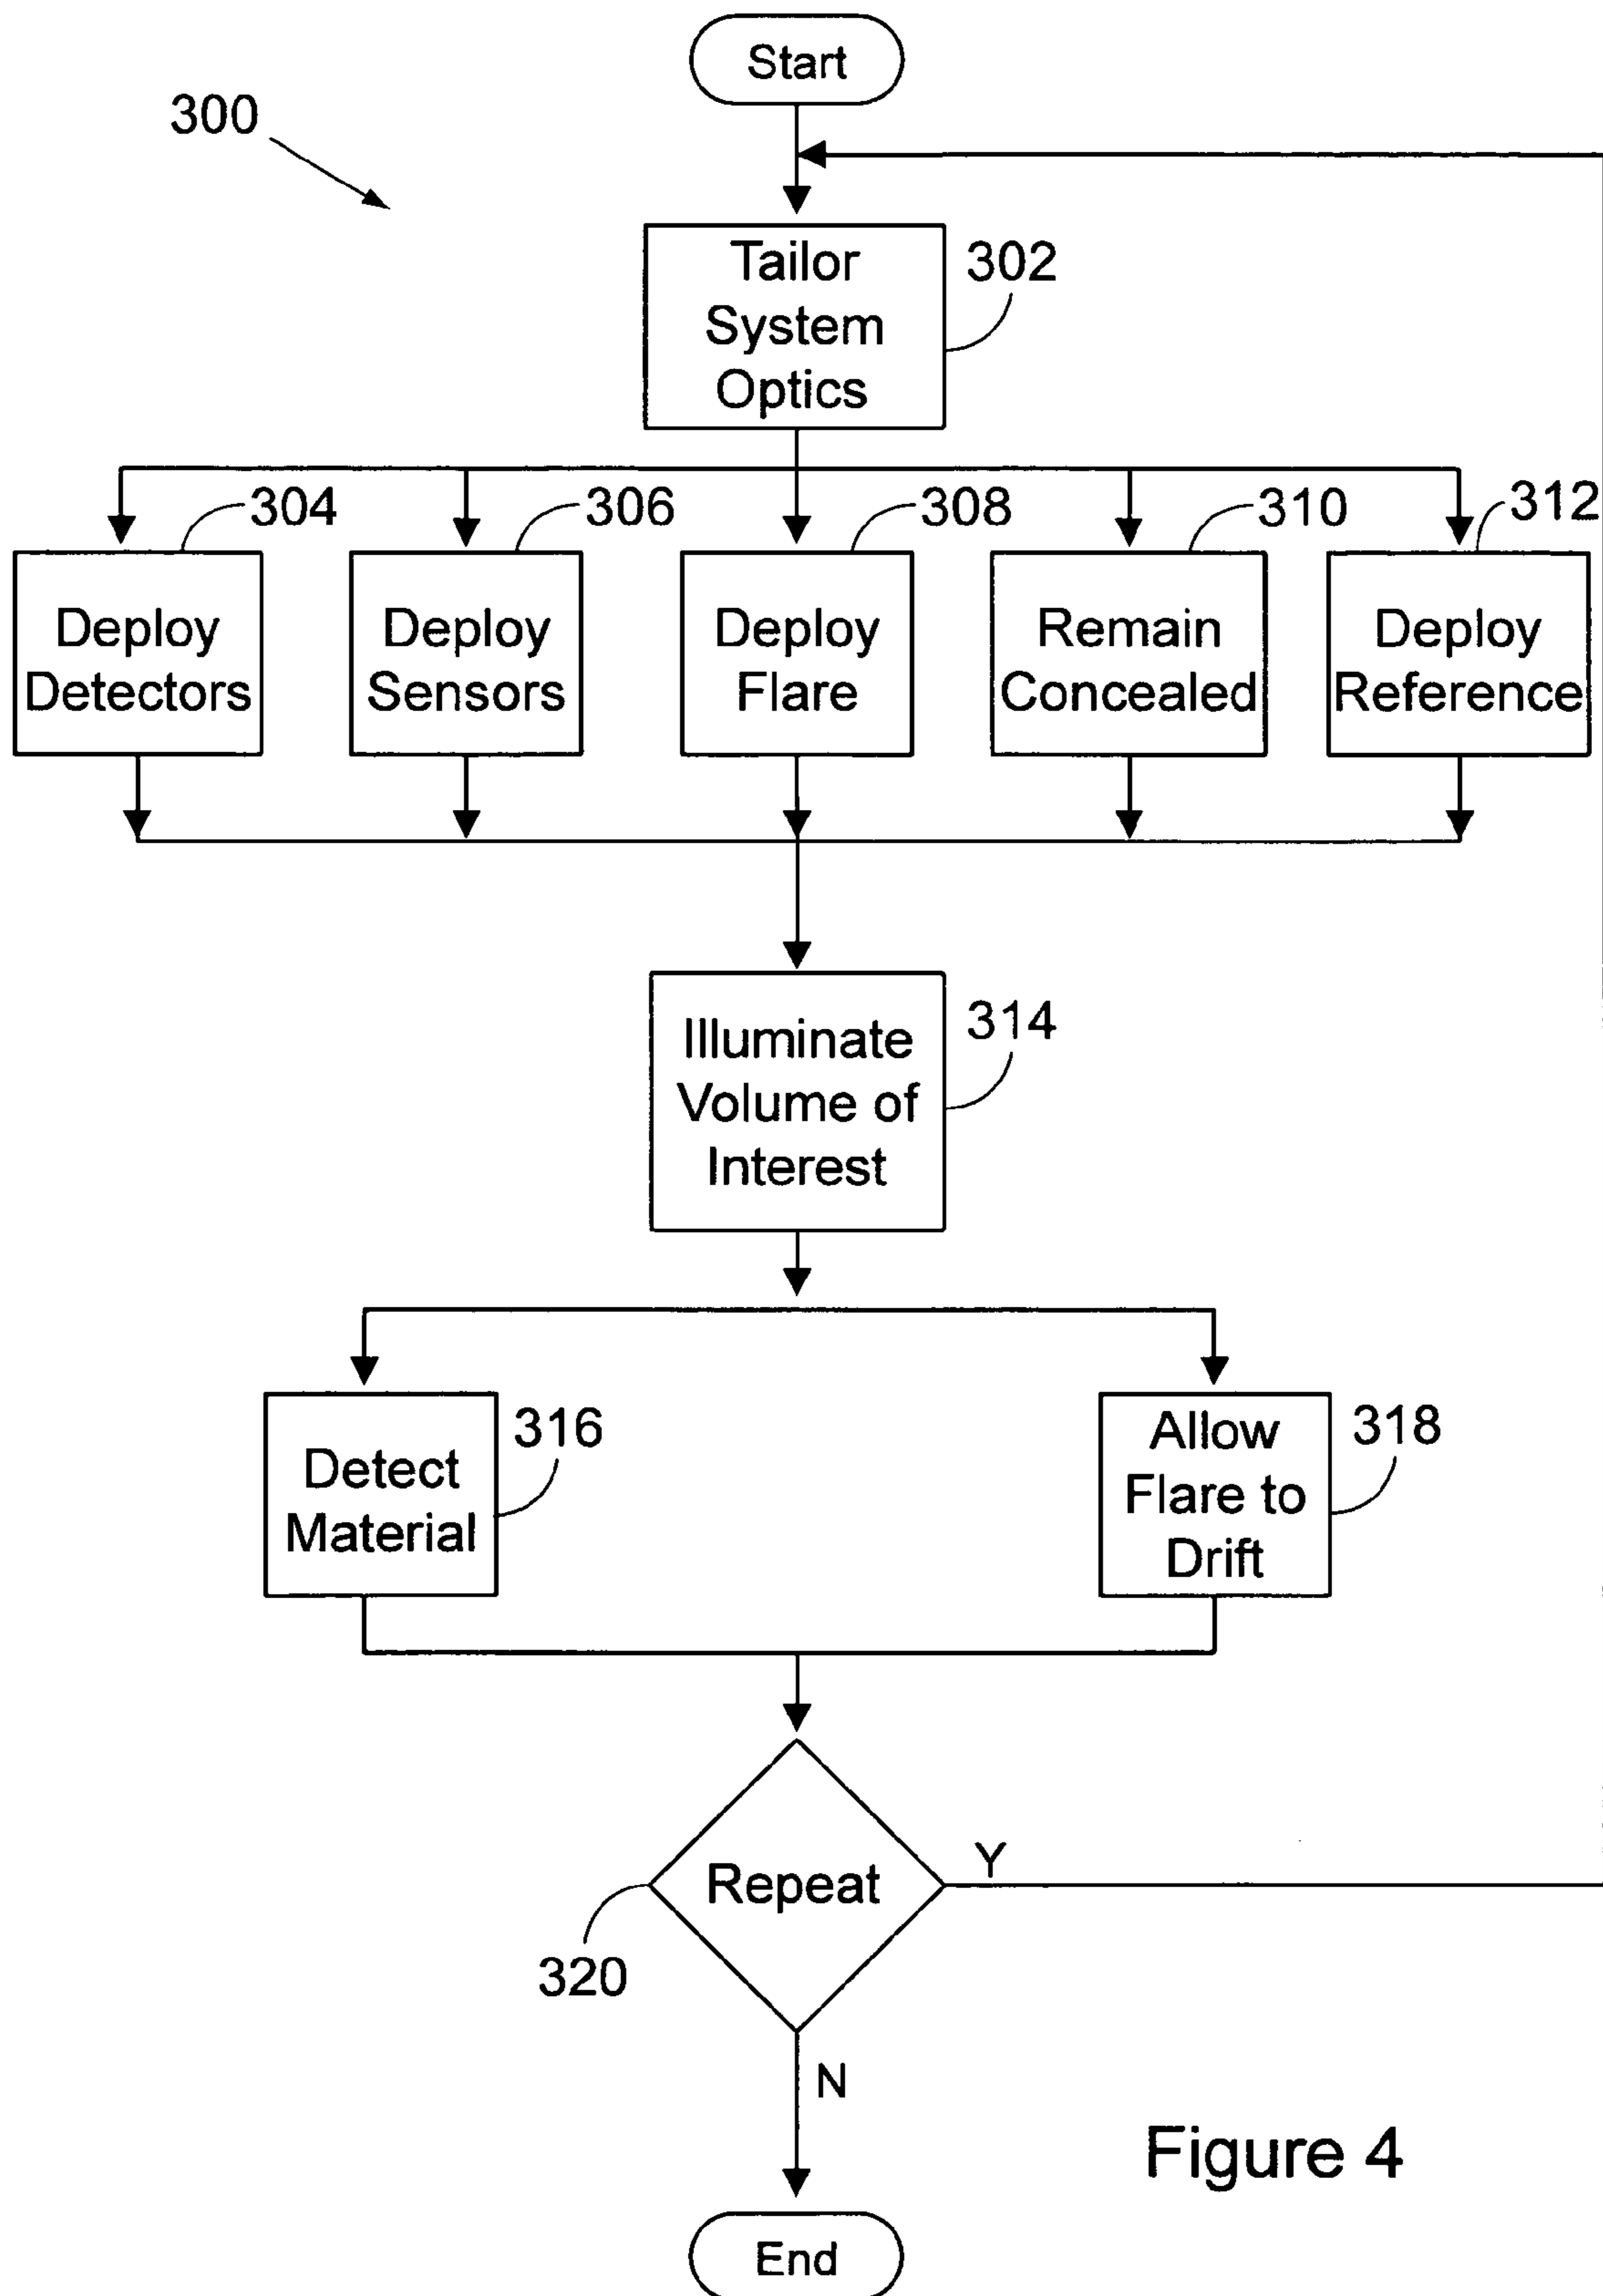 Start
300
Tailor
System
Optics
302
304
306
308
310
312
Deploy
Detectors
Deploy
Sensors
Deploy
Flare
Remain
Concealed
Deploy
Reference
Illuminate
Volume of
Interest
314
Detect
Material
316
Allow
Flare to
Drift
318
Repeat
Y
320
N
Figure 4
End